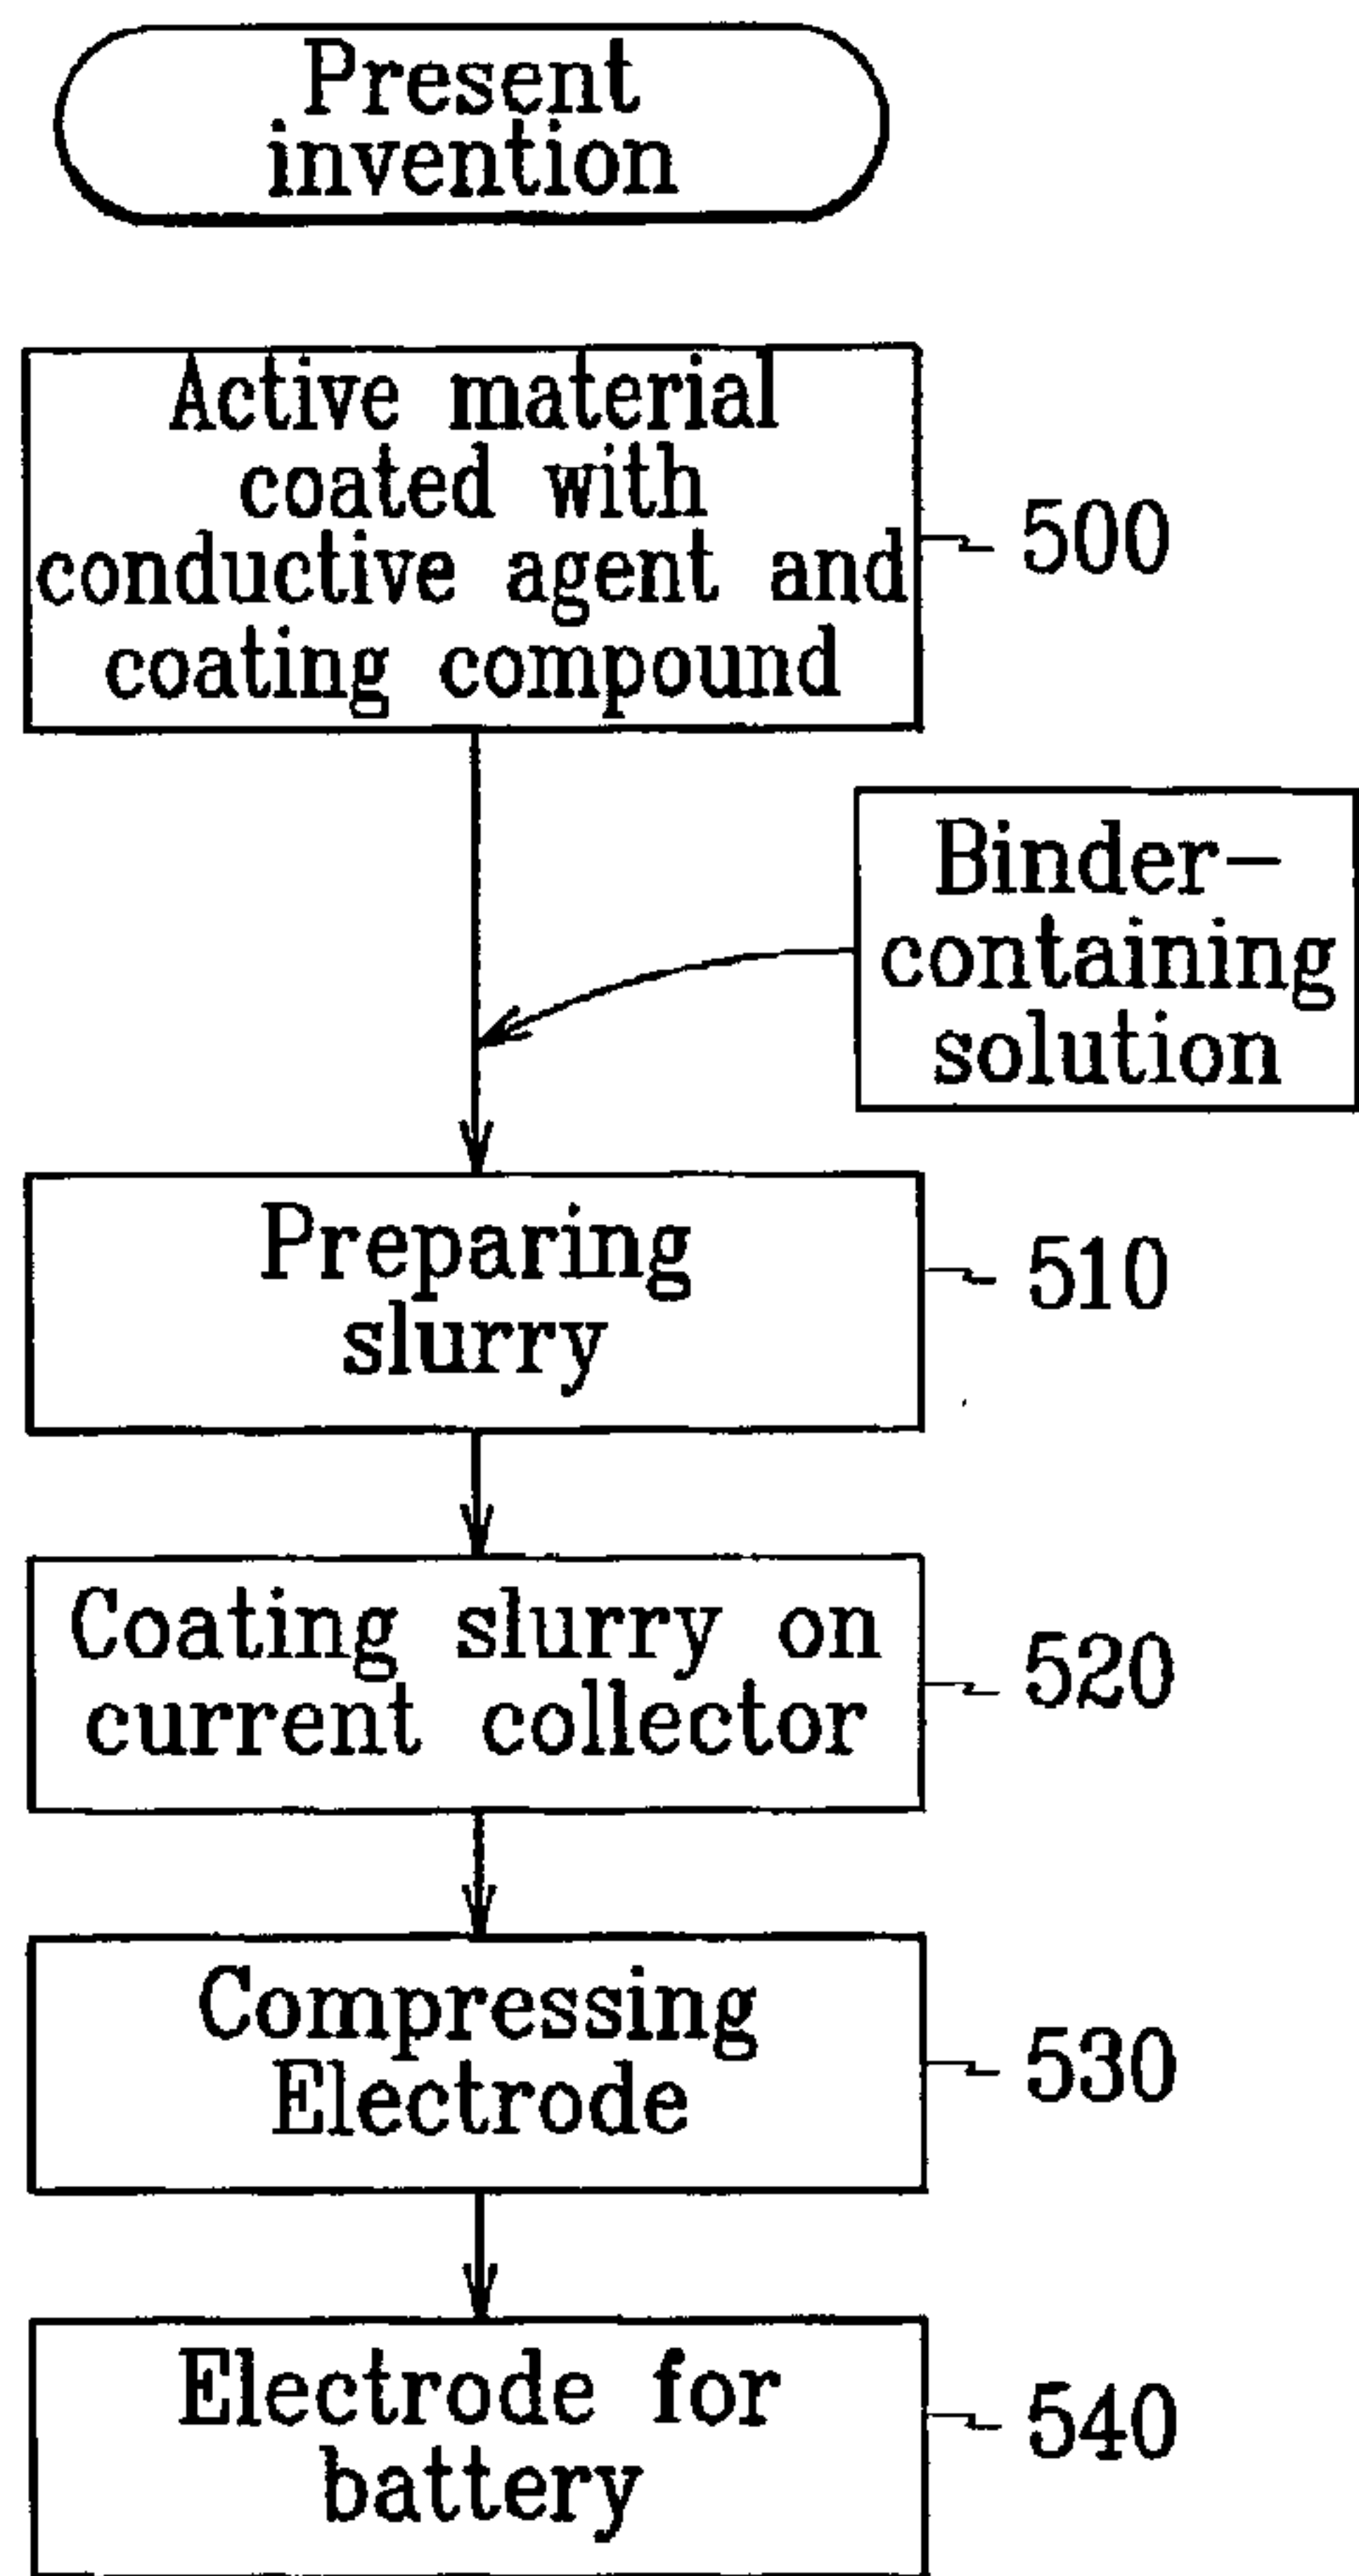 Present
invention
Active material
coated with
conductive agent and
coating compound
500
Binder-
containing
solution
Preparing
slurry
510
Coating slurry on
current collector
520
Compressing
Electrode
530
Electrode for
battery
540